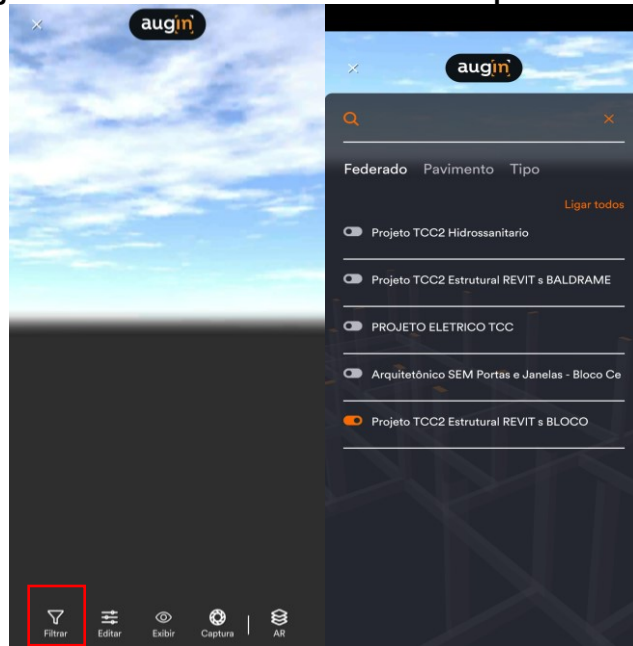 augin
Filtrar
Editar
Exibir
Captura
AR
augin
Federado Pavimento Tipo
Ligar todos
Projeto TCC2 Hidrossanitario
Projeto TCC2 Estrutural REVIT s BALDRAME
PROJETO ELETRICO TCC
Arquitetônico SEM Portas e Janelas - Bloco Ce
Projeto TCC2 Estrutural REVIT s BLOCO